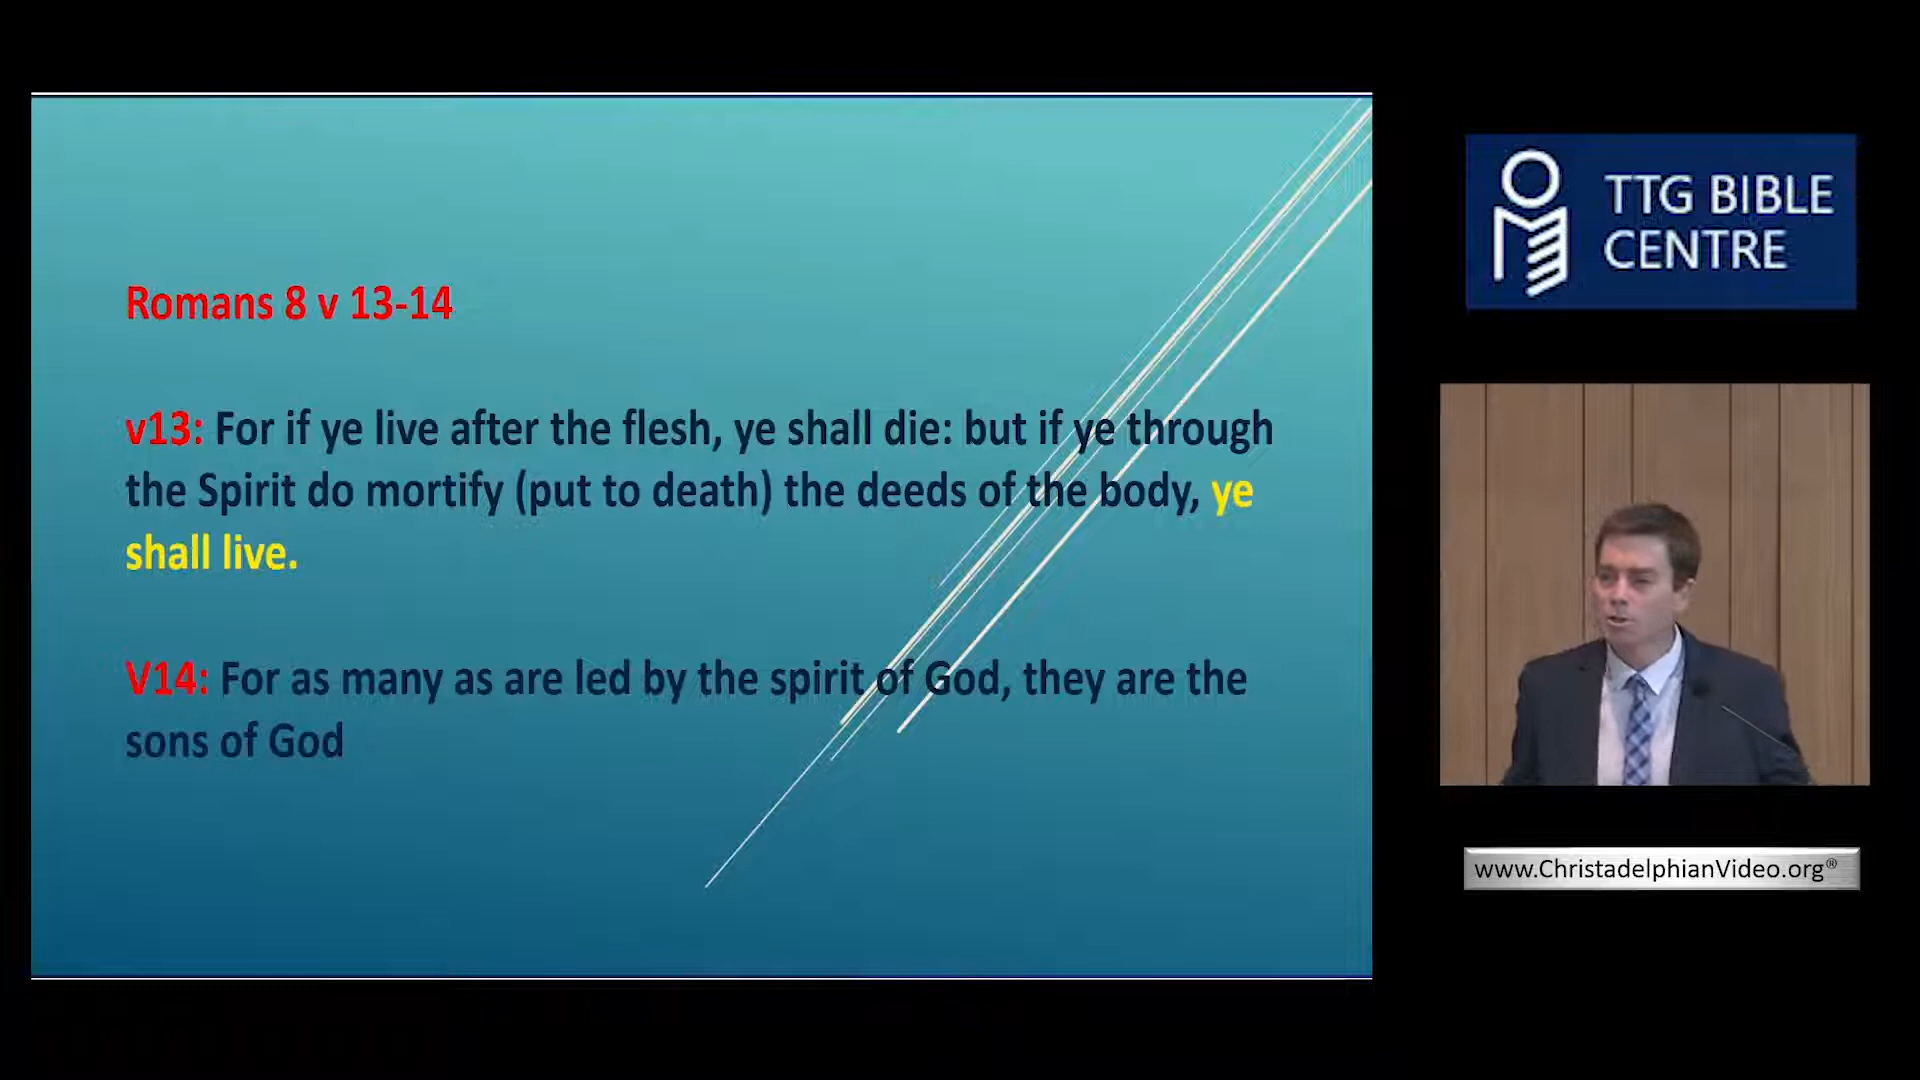 Romans 8 v 13-14
v13: For if ye live after the flesh, ye shall die: but if ye through
the Spirit do mortify (put to death) the deeds of the body, ye
shall live.
V14: For as many as are led by the spirit of God, they are the
sons of God
TTG BIBLE
CENTRE
www.ChristadelphianVideo.org®